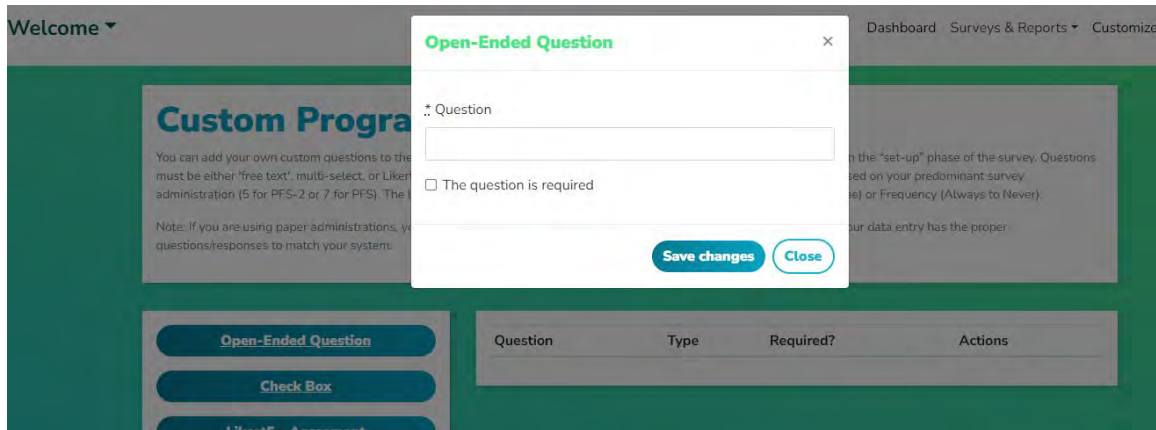 Welcome
Dashboard Surveys & Reports Customize
Open-Ended Question ×
* Question
The question is required
Save changes Close
Custom Progra
You can add your own custom questions to the
n the "set-up" phase of the survey. Questions
must be either 'free text', multi-select, or Liker
sed on your predominant survey
administration (5 for PFS-2 or 7 for PFS). The
e) or Frequency (Always to Never).
Note: If you are using paper administrations, y
our data entry has the proper
questions/responses to match your system.
Open-Ended Question
Check Box
Question Type Required? Actions